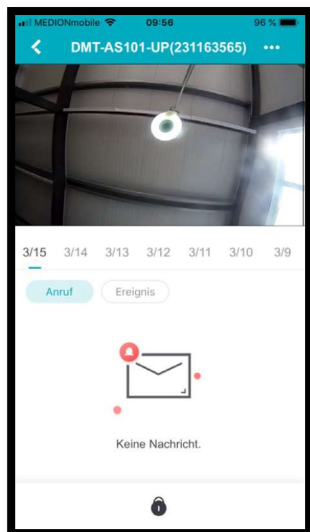 MEDIONmobile 09:56 96 %
DMT-AS101-UP(231163565)
3/15 3/14 3/13 3/12 3/11 3/10 3/9
Anruf Ereignis
Keine Nachricht.